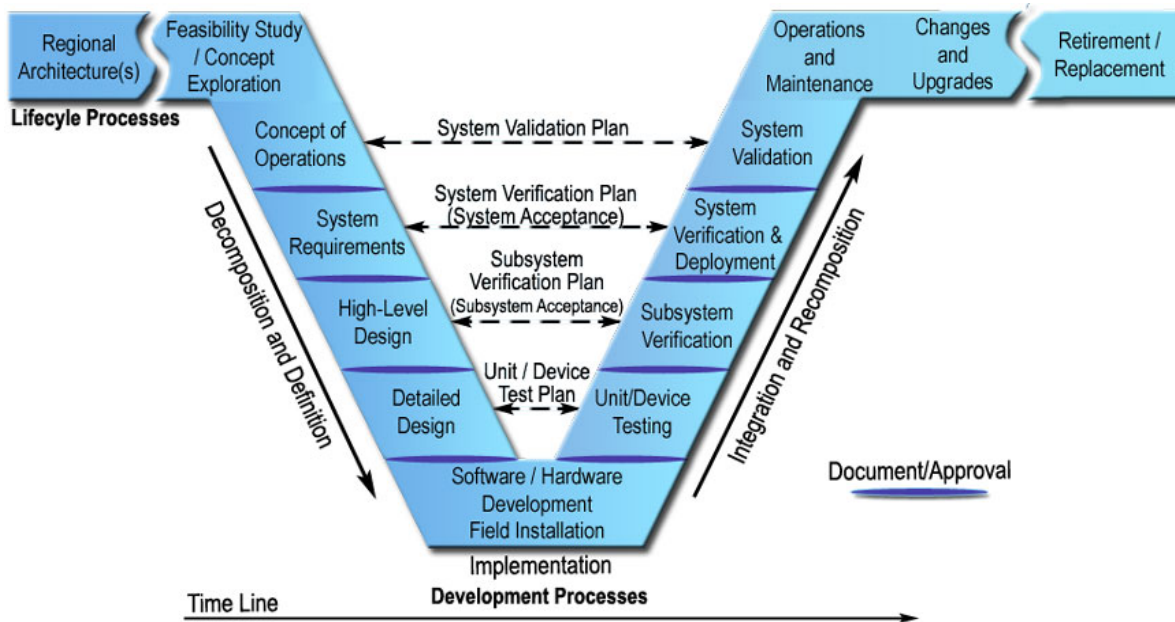 Regional
Architecture(s)
Feasibility Study
/ Concept
Exploration
Operations
and
Maintenance
Changes
and
Upgrades
Retirement /
Replacement
Lifecyle Processes
Concept of
Operations
System Validation Plan
System
Validation
System
Requirements
System Verification Plan
(System Acceptance)
System
Verification &
Deployment
High-Level
Design
Subsystem
Verification Plan
(Subsystem Acceptance)
Subsystem
Verification
Detailed
Design
Unit / Device
Test Plan
Unit/Device
Testing
Decomposition and Definition
Integration and Recomposition
Software / Hardware
Development
Field Installation
Document/Approval
Implementation
Development Processes
Time Line